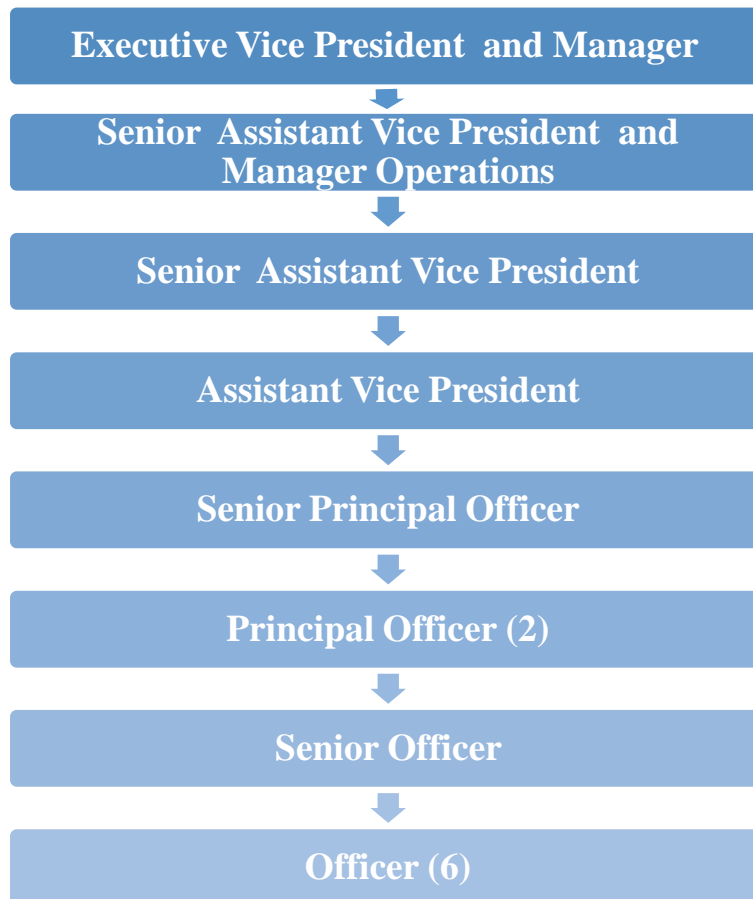 Executive Vice President and Manager
Senior Assistant Vice President and
Manager Operations
Senior Assistant Vice President
Assistant Vice President
Senior Principal Officer
Principal Officer (2)
Senior Officer
Officer (6)